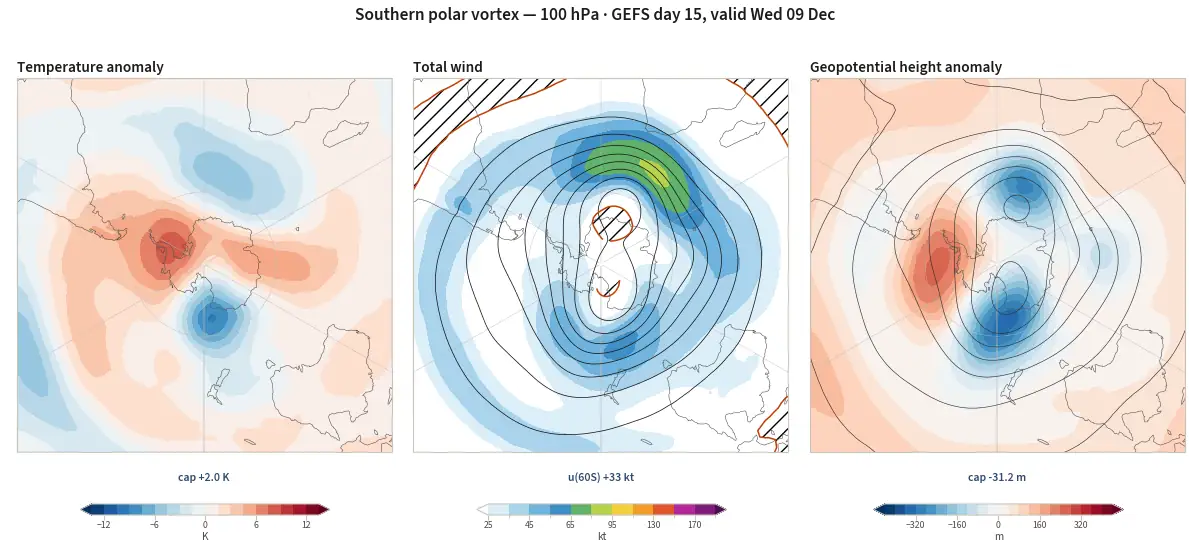 Southern polar vortex — 100 hPa · GEFS day 15, valid Wed 09 Dec
Temperature anomaly
Total wind
Geopotential height anomaly
cap +2.0 K
u(60S) +33 kt
cap -31.2 m
−12 −6 0 6 12
K
25 45 65 95 130 170
kt
−320 −160 0 160 320
m